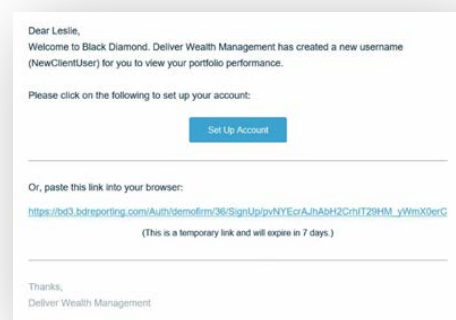 Dear Leslie,
Welcome to Black Diamond. Deliver Wealth Management has created a new username
(NewClientUser) for you to view your portfolio performance.
Please click on the following to set up your account:
Set Up Account
Or, paste this link into your browser:
https://bd3.bdreporting.com/Auth/demofirm/36/SignUp/pvNYEcrAJhAbH2CrhIT29HM_yWmX0erC
(This is a temporary link and will expire in 7 days.)
Thanks,
Deliver Wealth Management